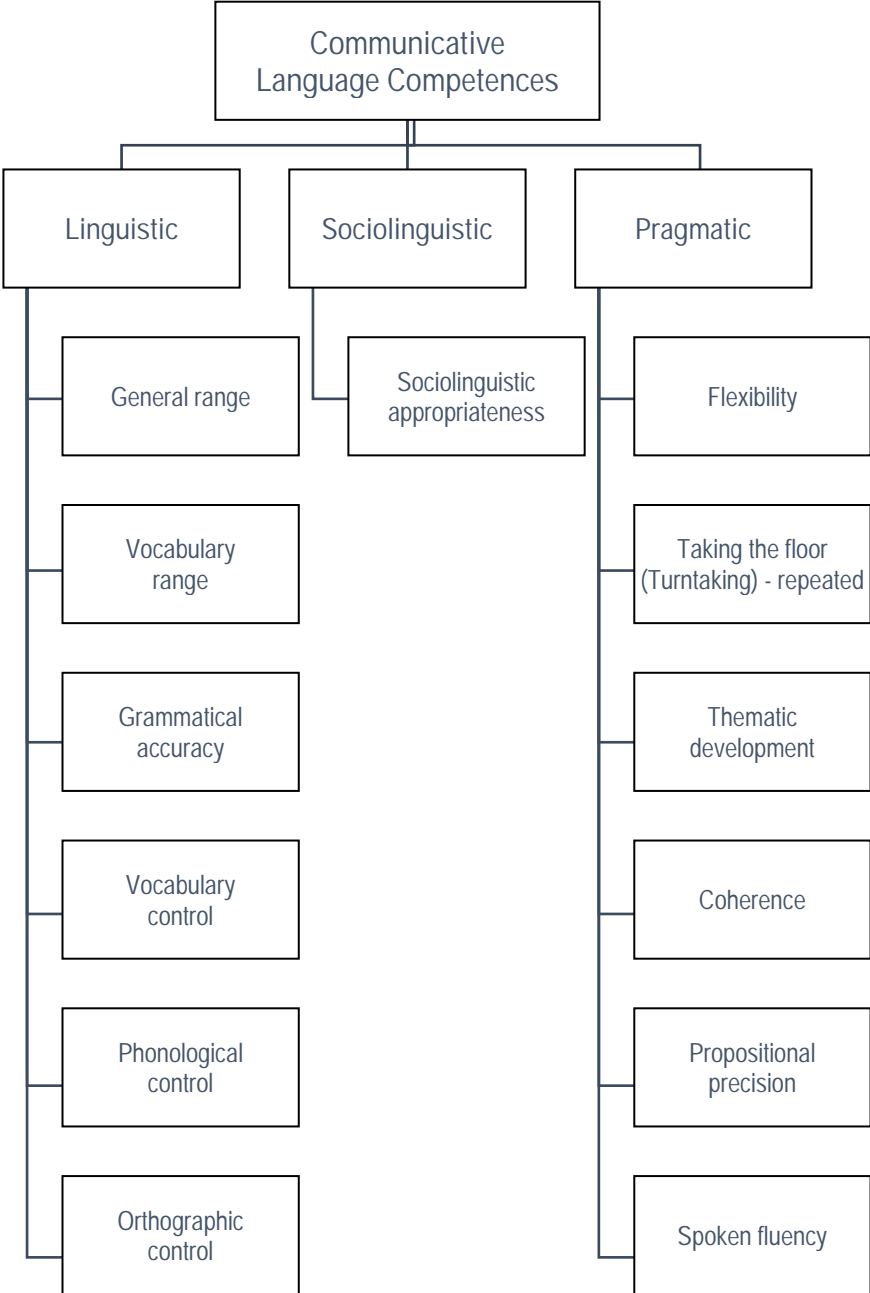 Communicative
Language Competences
Linguistic
Sociolinguistic
Pragmatic
General range
Sociolinguistic
appropriateness
Flexibility
Vocabulary
range
Taking the floor
(Turntaking) - repeated
Grammatical
accuracy
Thematic
development
Vocabulary
control
Coherence
Phonological
control
Propositional
precision
Orthographic
control
Spoken fluency